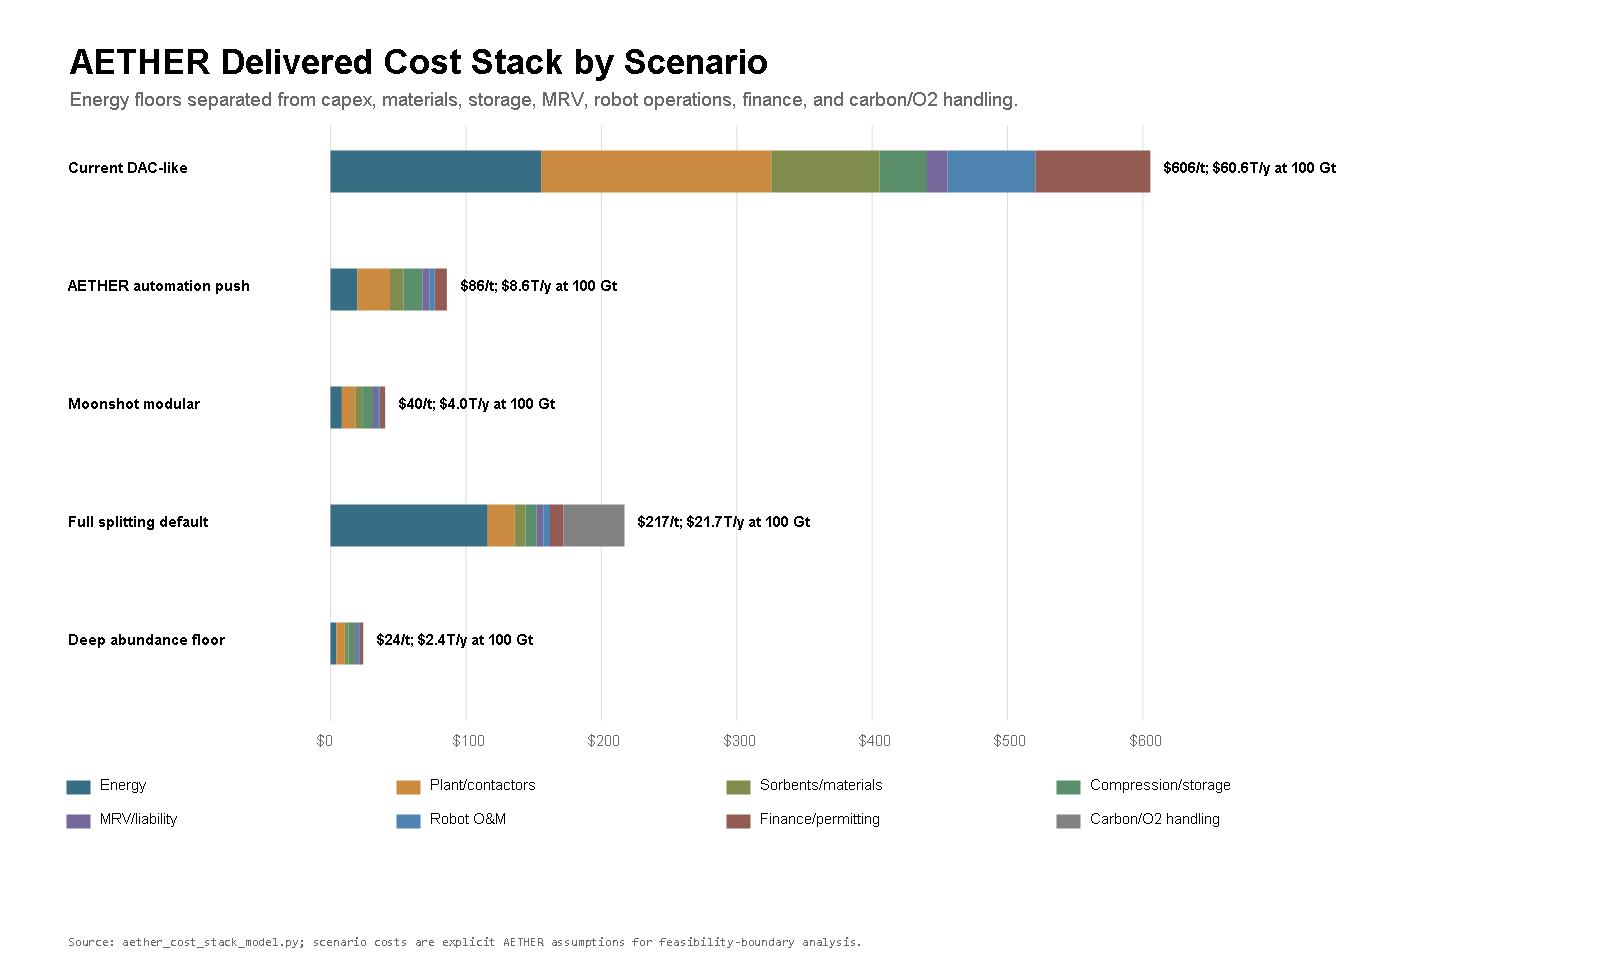 AETHER Delivered Cost Stack by Scenario
Energy floors separated from capex, materials, storage, MRV, robot operations, finance, and carbon/O2 handling.
Current DAC-like
$606/t; $60.6T/y at 100 Gt
AETHER automation push
$86/t; $8.6T/y at 100 Gt
Moonshot modular
$40/t; $4.0T/y at 100 Gt
Full splitting default
$217/t; $21.7T/y at 100 Gt
Deep abundance floor
$24/t; $2.4T/y at 100 Gt
$0 $100 $200 $300 $400 $500 $600
Energy Plant/contactors Sorbents/materials Compression/storage
MRV/liability Robot O&M Finance/permitting Carbon/O2 handling
Source: aether_cost_stack_model.py; scenario costs are explicit AETHER assumptions for feasibility-boundary analysis.